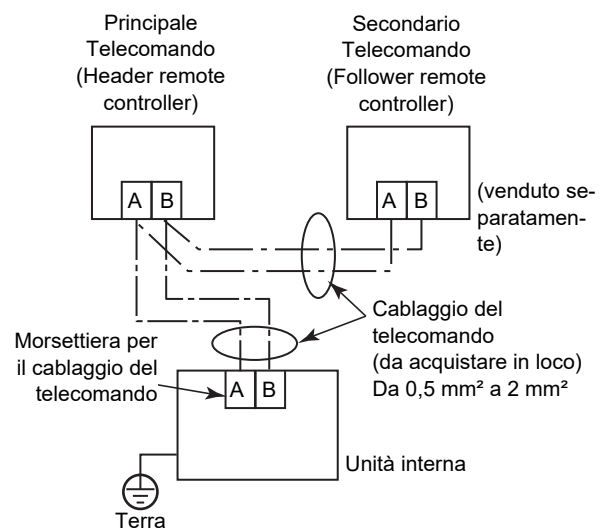 Principale
Telecomando
(Header remote
controller)
Secondario
Telecomando
(Follower remote
controller)
A B
A B
(venduto se-
paratamen-
te)
Cablaggio del
telecomando
(da acquistare in loco)
Da 0,5 mm² a 2 mm²
Morsettiera per
il cablaggio del
telecomando
A B
Unità interna
Terra